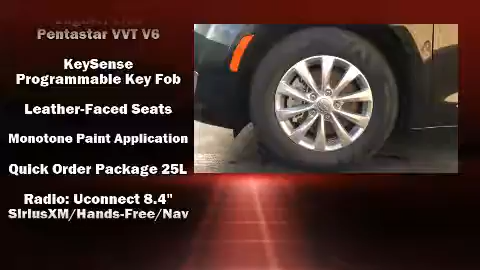 Pentastar VVT V6
KeySense
Programmable Key Fob
Leather-Faced Seats
Monotone Paint Application
Quick Order Package 25L
Radio: Uconnect 8.4"
SiriusXM/Hands-Free/Nav